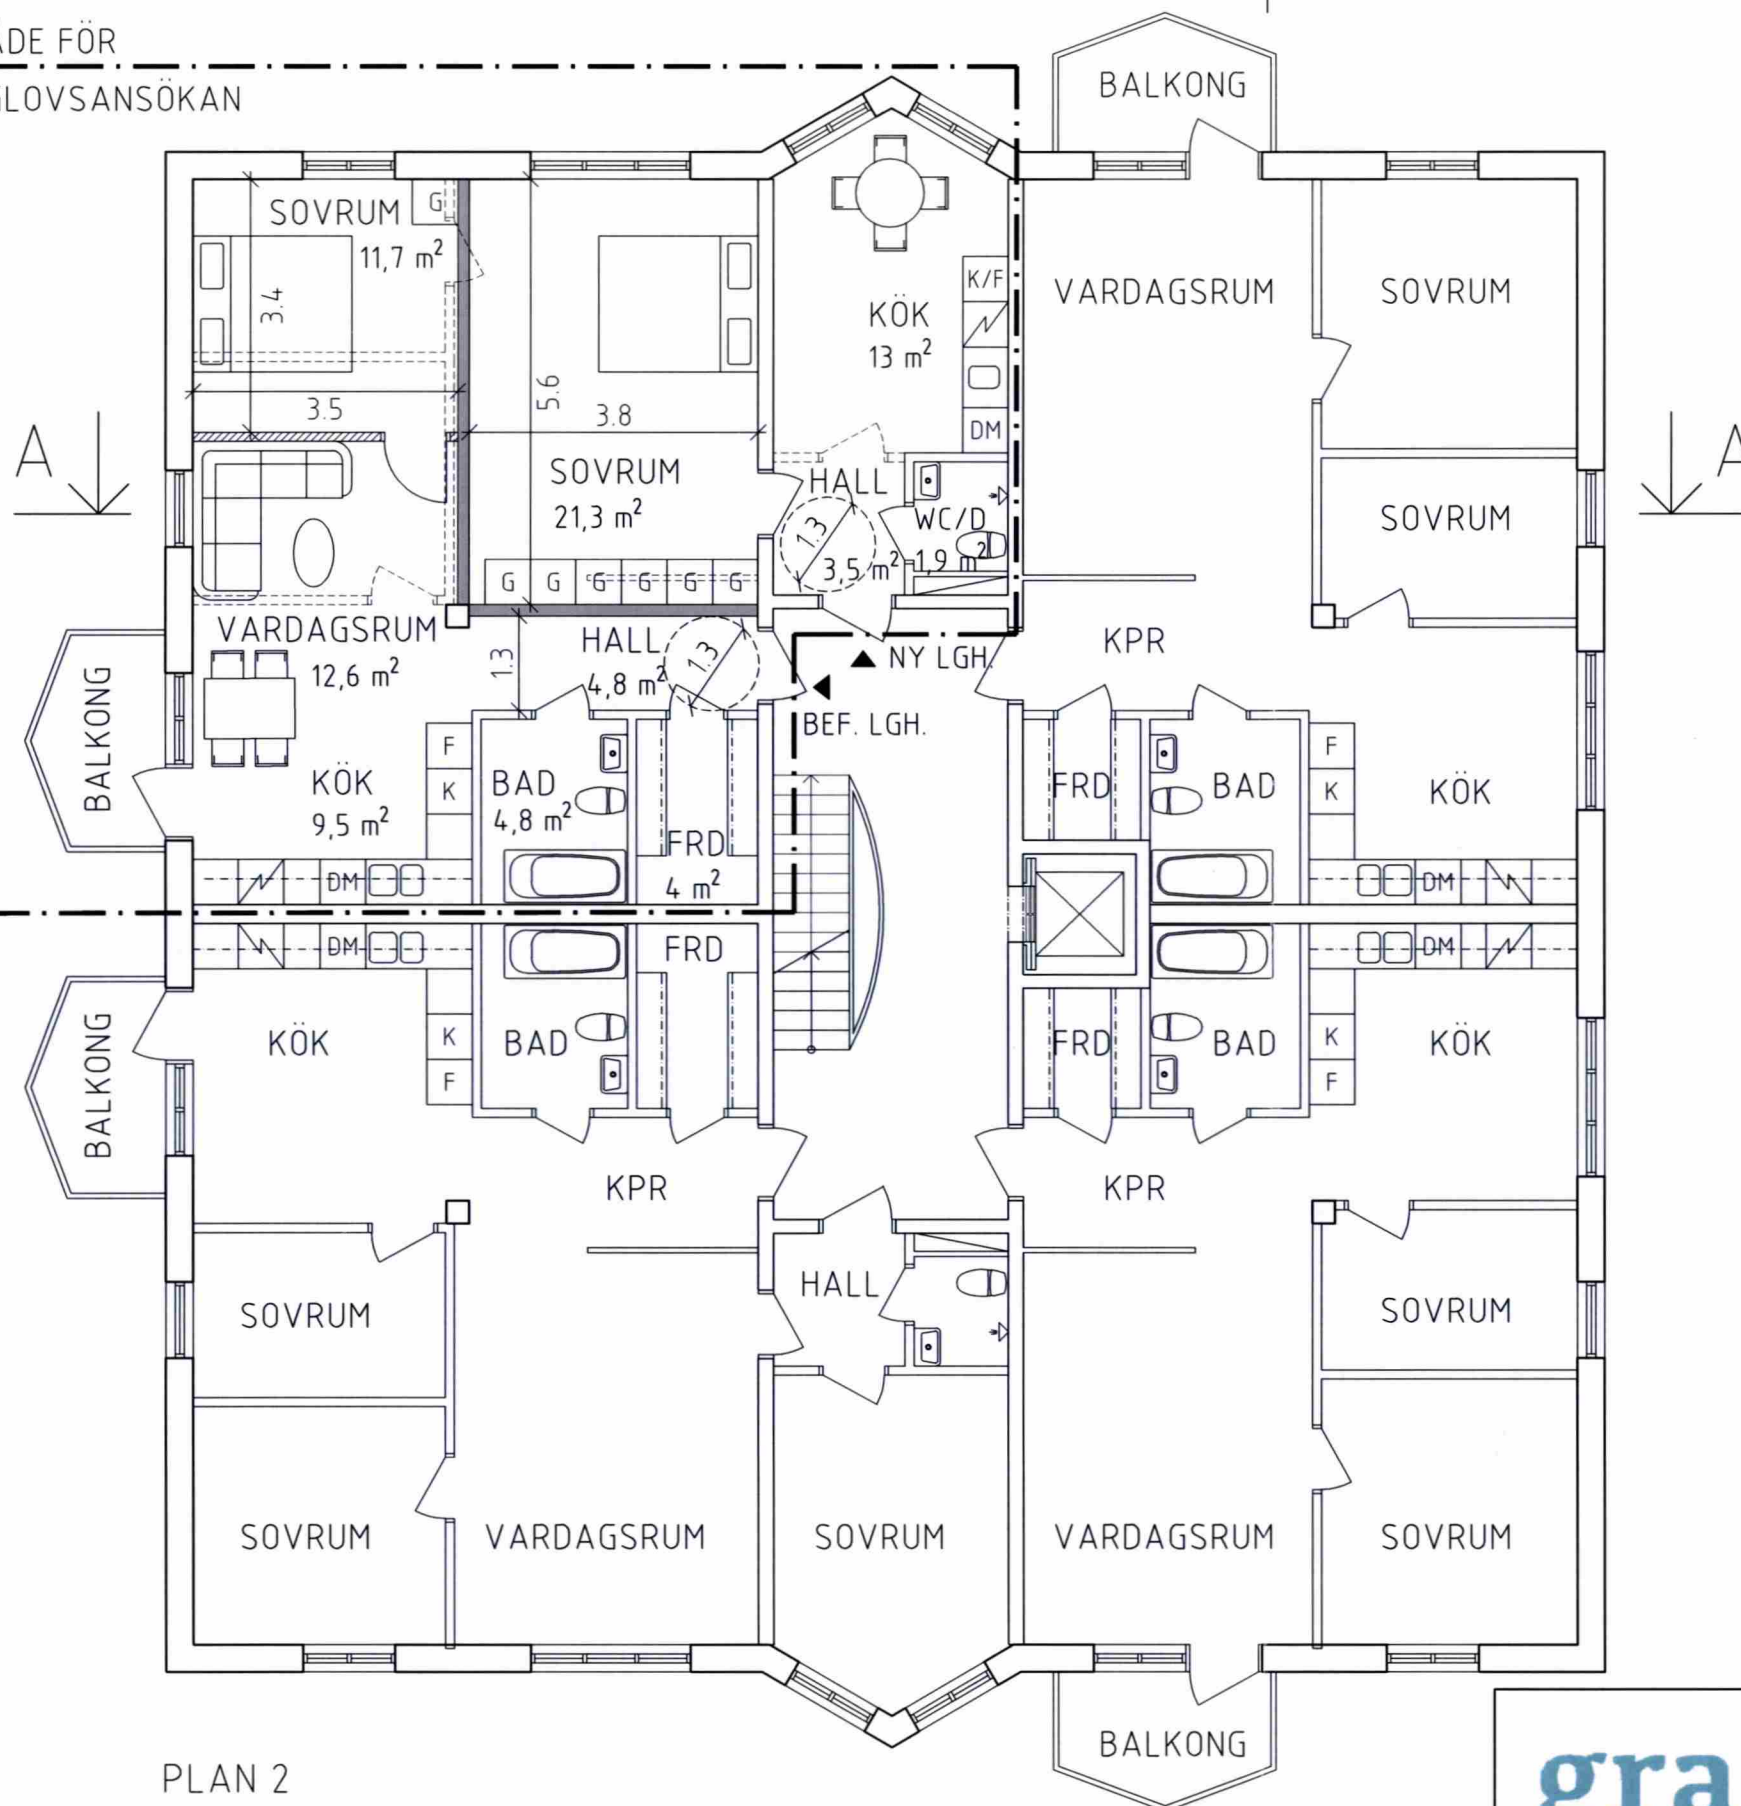 ÅDE FÖR
GLOVSANSÖKAN
BALKONG
SOVRUM
G
11,7 m²
3.4
3.5
5.6
3.8
SOVRUM
21,3 m²
G G G G G G
K/F
KÖK
13 m²
DM
HALL
1.3
3,5 m²
WC/D
1,9
2
VARDAGSRUM
SOVRUM
SOVRUM
A
A
VARDAGSRUM
12,6 m²
HALL
4,8 m²
1.3
1.3
NY LGH.
BEF. LGH.
KPR
BALKONG
KÖK
9,5 m²
F
K
BAD
4,8 m²
FRD
4 m²
DM
FRD
BAD
F
K
KÖK
DM
DM
FRD
DM
BALKONG
KÖK
K
F
BAD
FRD
BAD
K
F
KÖK
KPR
KPR
SOVRUM
HALL
SOVRUM
SOVRUM
VARDAGSRUM
SOVRUM
VARDAGSRUM
SOVRUM
BALKONG
PLAN 2
gra